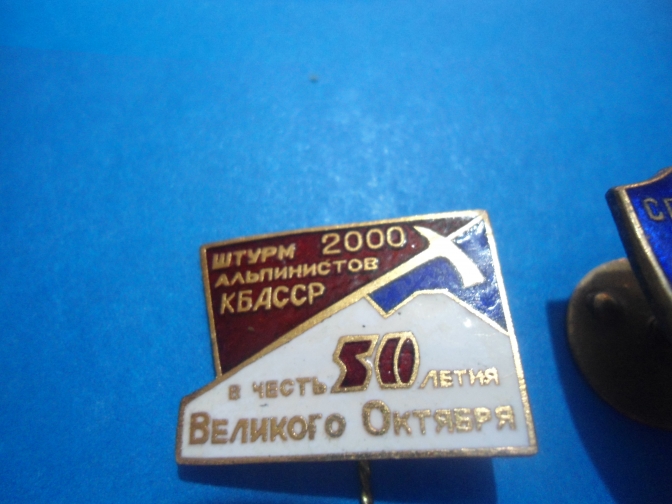 ШТУРМ 2000
АЛЬПИНИСТОВ
КБАССР
В ЧЕСТЬ 50 ЛЕТИЯ
ВЕЛИКОГО ОКТЯБРЯ